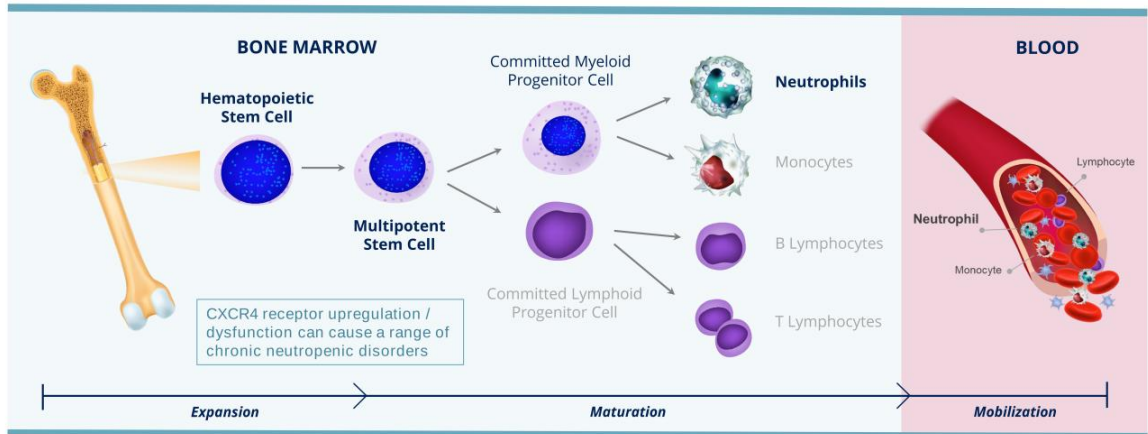 BONE MARROW
BLOOD
Hematopoietic
Stem Cell
Multipotent
Stem Cell
Committed Myeloid
Progenitor Cell
Committed Lymphoid
Progenitor Cell
Neutrophils
Monocytes
B Lymphocytes
T Lymphocytes
Lymphocyte
Neutrophil
Monocyte
CXCR4 receptor upregulation /
dysfunction can cause a range of
chronic neutropenic disorders
Expansion
Maturation
Mobilization